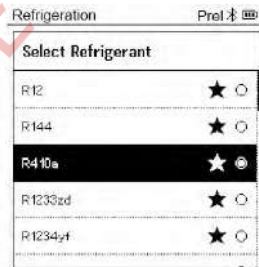 Refrigeration Prel
Select Refrigerant
R12
R144
R410a
R1233zd
R1234yf